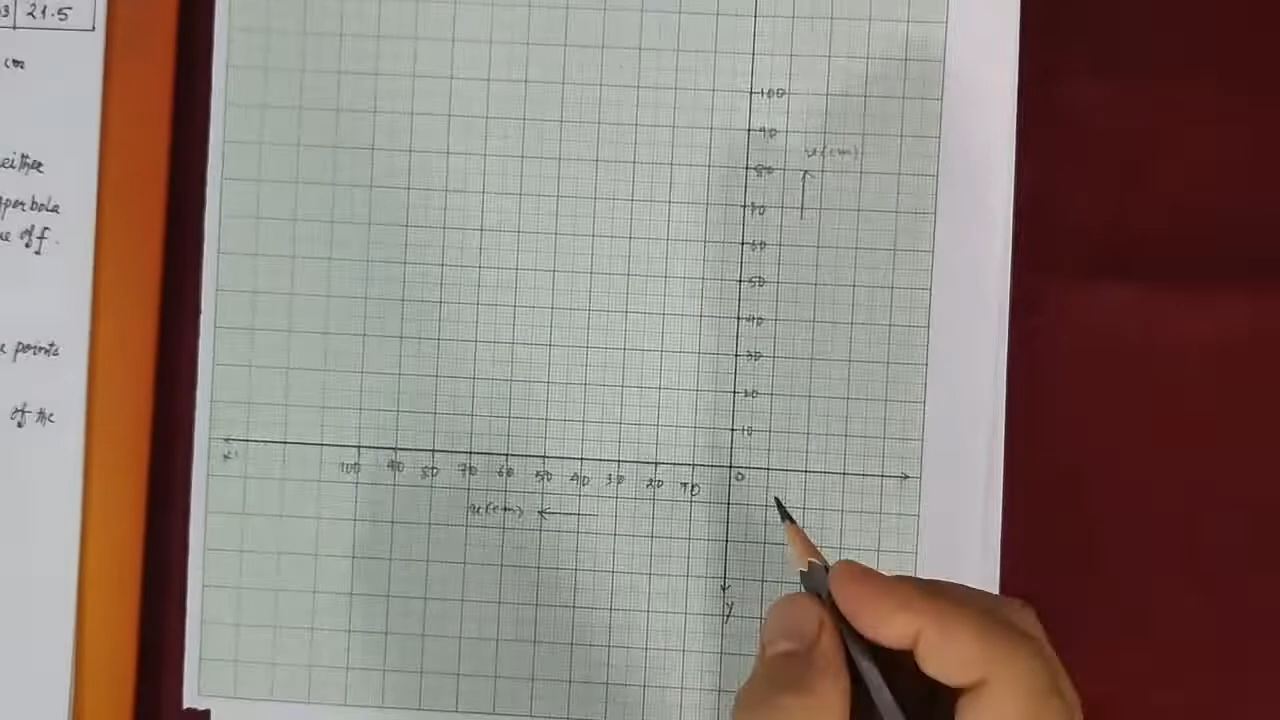 21.5
cm
either
of f.
points
of the
100
90
u(cm)
80
70
60
50
40
30
20
10
x'
100 90 80 70 60 50 40 30 20 10 0
u(cm)
y